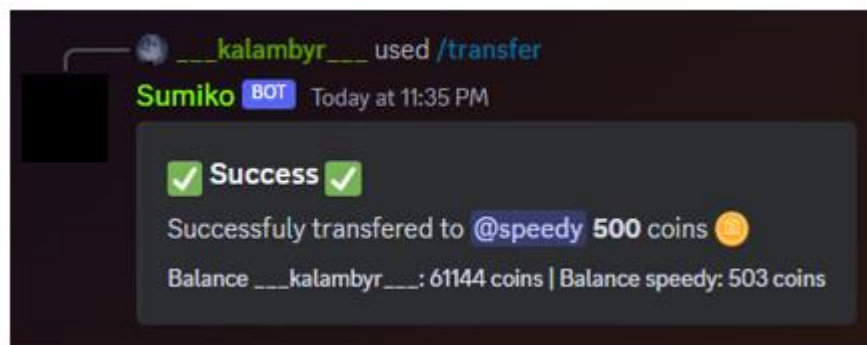 ___kalambyr___ used /transfer
Sumiko BOT Today at 11:35 PM
✅ Success ✅
Successfuly transfered to @speedy 500 coins
Balance ___kalambyr___: 61144 coins | Balance speedy: 503 coins